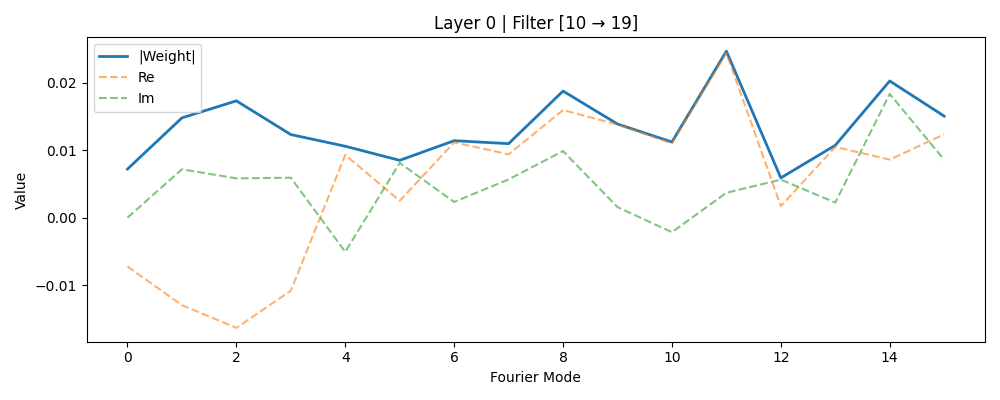 Layer 0 | Filter [10 → 19]
|Weight|
Re
Im
0.02
0.01
0.00
−0.01
Value
0 2 4 6 8 10 12 14
Fourier Mode